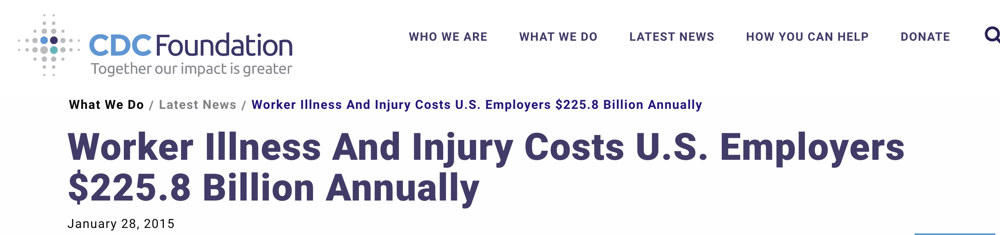 CDC Foundation
Together our impact is greater
WHO WE ARE WHAT WE DO LATEST NEWS HOW YOU CAN HELP DONATE
What We Do / Latest News / Worker Illness And Injury Costs U.S. Employers $225.8 Billion Annually
Worker Illness And Injury Costs U.S. Employers
$225.8 Billion Annually
January 28, 2015